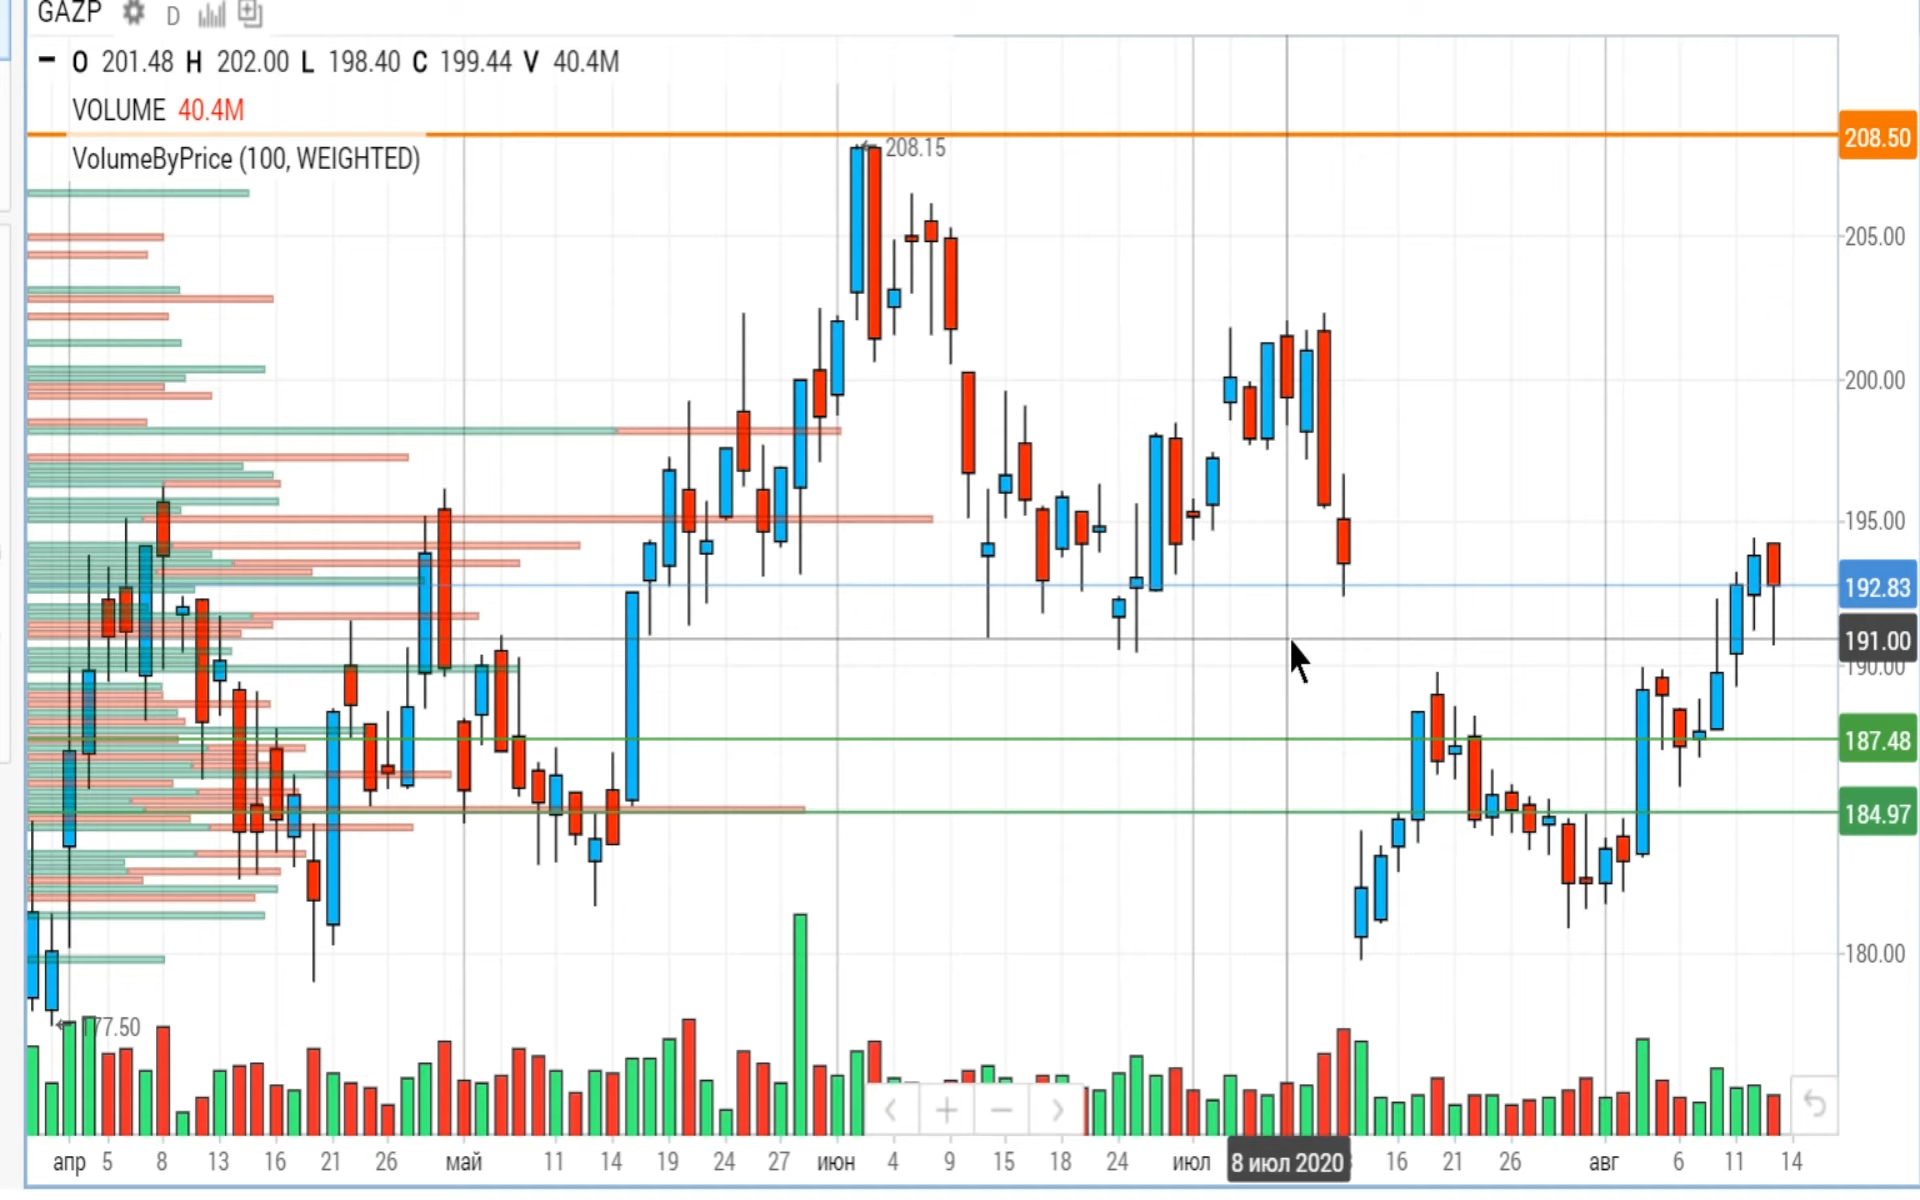 GAZP D
O 201.48 H 202.00 L 198.40 C 199.44 V 40.4M
VOLUME 40.4M
208.50
VolumeByPrice (100, WEIGHTED)
208.15
205.00
200.00
195.00
192.83
191.00
190.00
187.48
184.97
180.00
77.50
апр 5 8 13 16 21 26 май 11 14 19 24 27 июн 4 9 15 18 24 июл 8 июл 2020 16 21 26 авг 6 11 14